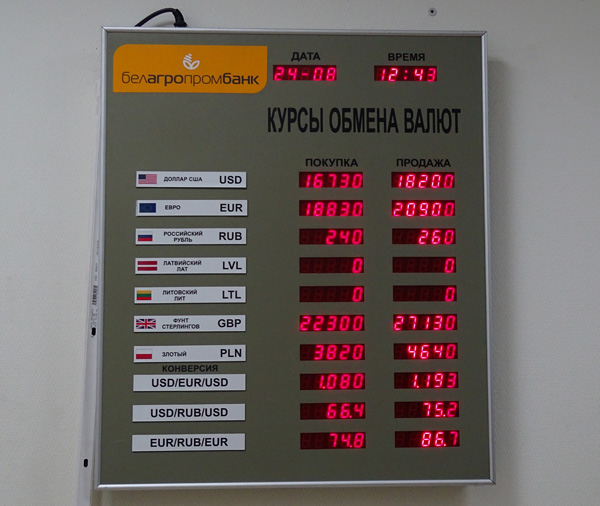 белагропромбанк
ДАТА ВРЕМЯ
24-08 12:43
КУРСЫ ОБМЕНА ВАЛЮТ
ПОКУПКА ПРОДАЖА
ДОЛЛАР США USD 16730 18200
ЕВРО EUR 18830 20900
РОССИЙСКИЙ РУБЛЬ RUB 240 260
ЛАТВИЙСКИЙ ЛАТ LVL 0 0
ЛИТОВСКИЙ ЛИТ LTL 0 0
ФУНТ СТЕРЛИНГОВ GBP 22300 27130
ЗЛОТЫЙ PLN 3820 4640
КОНВЕРСИЯ
USD/EUR/USD 1.080 1.193
USD/RUB/USD 66.4 75.2
EUR/RUB/EUR 74.8 86.7